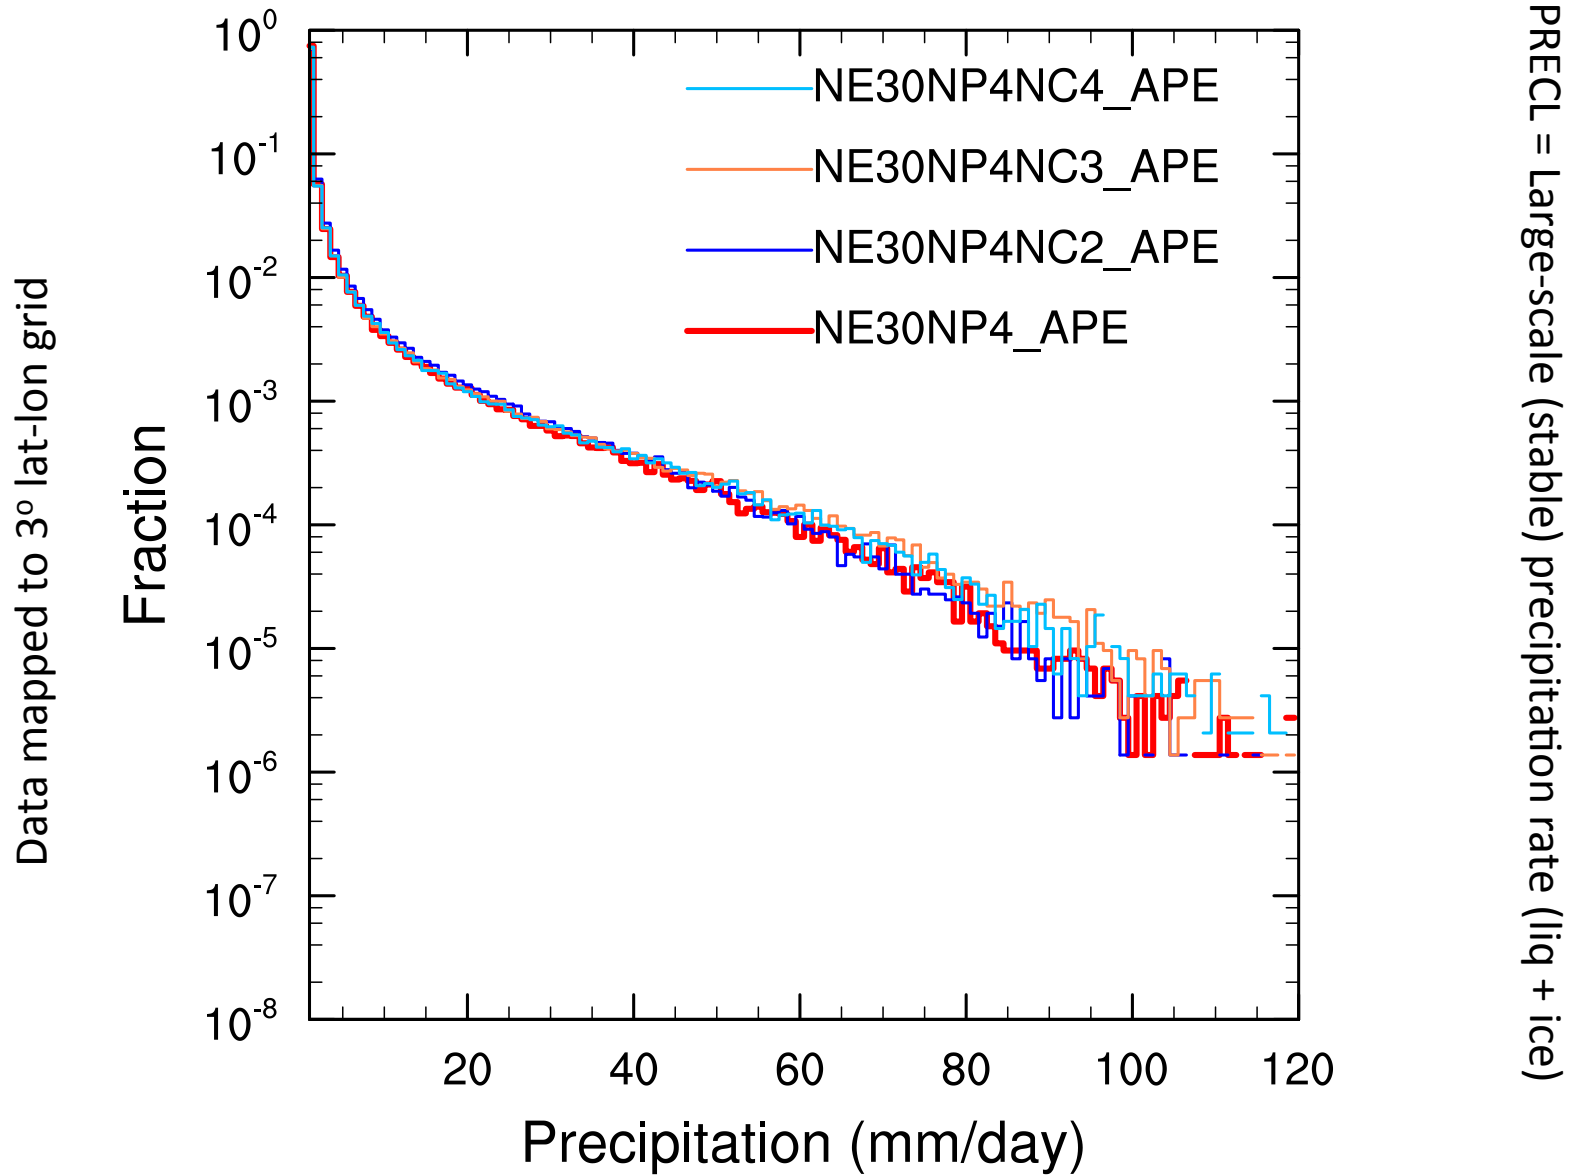 Data mapped to 3º lat-lon grid
Fraction
10^0
10^-1
10^-2
10^-3
10^-4
10^-5
10^-6
10^-7
10^-8
NE30NP4NC4_APE
NE30NP4NC3_APE
NE30NP4NC2_APE
NE30NP4_APE
20 40 60 80 100 120
Precipitation (mm/day)
PRECL = Large-scale (stable) precipitation rate (liq + ice)